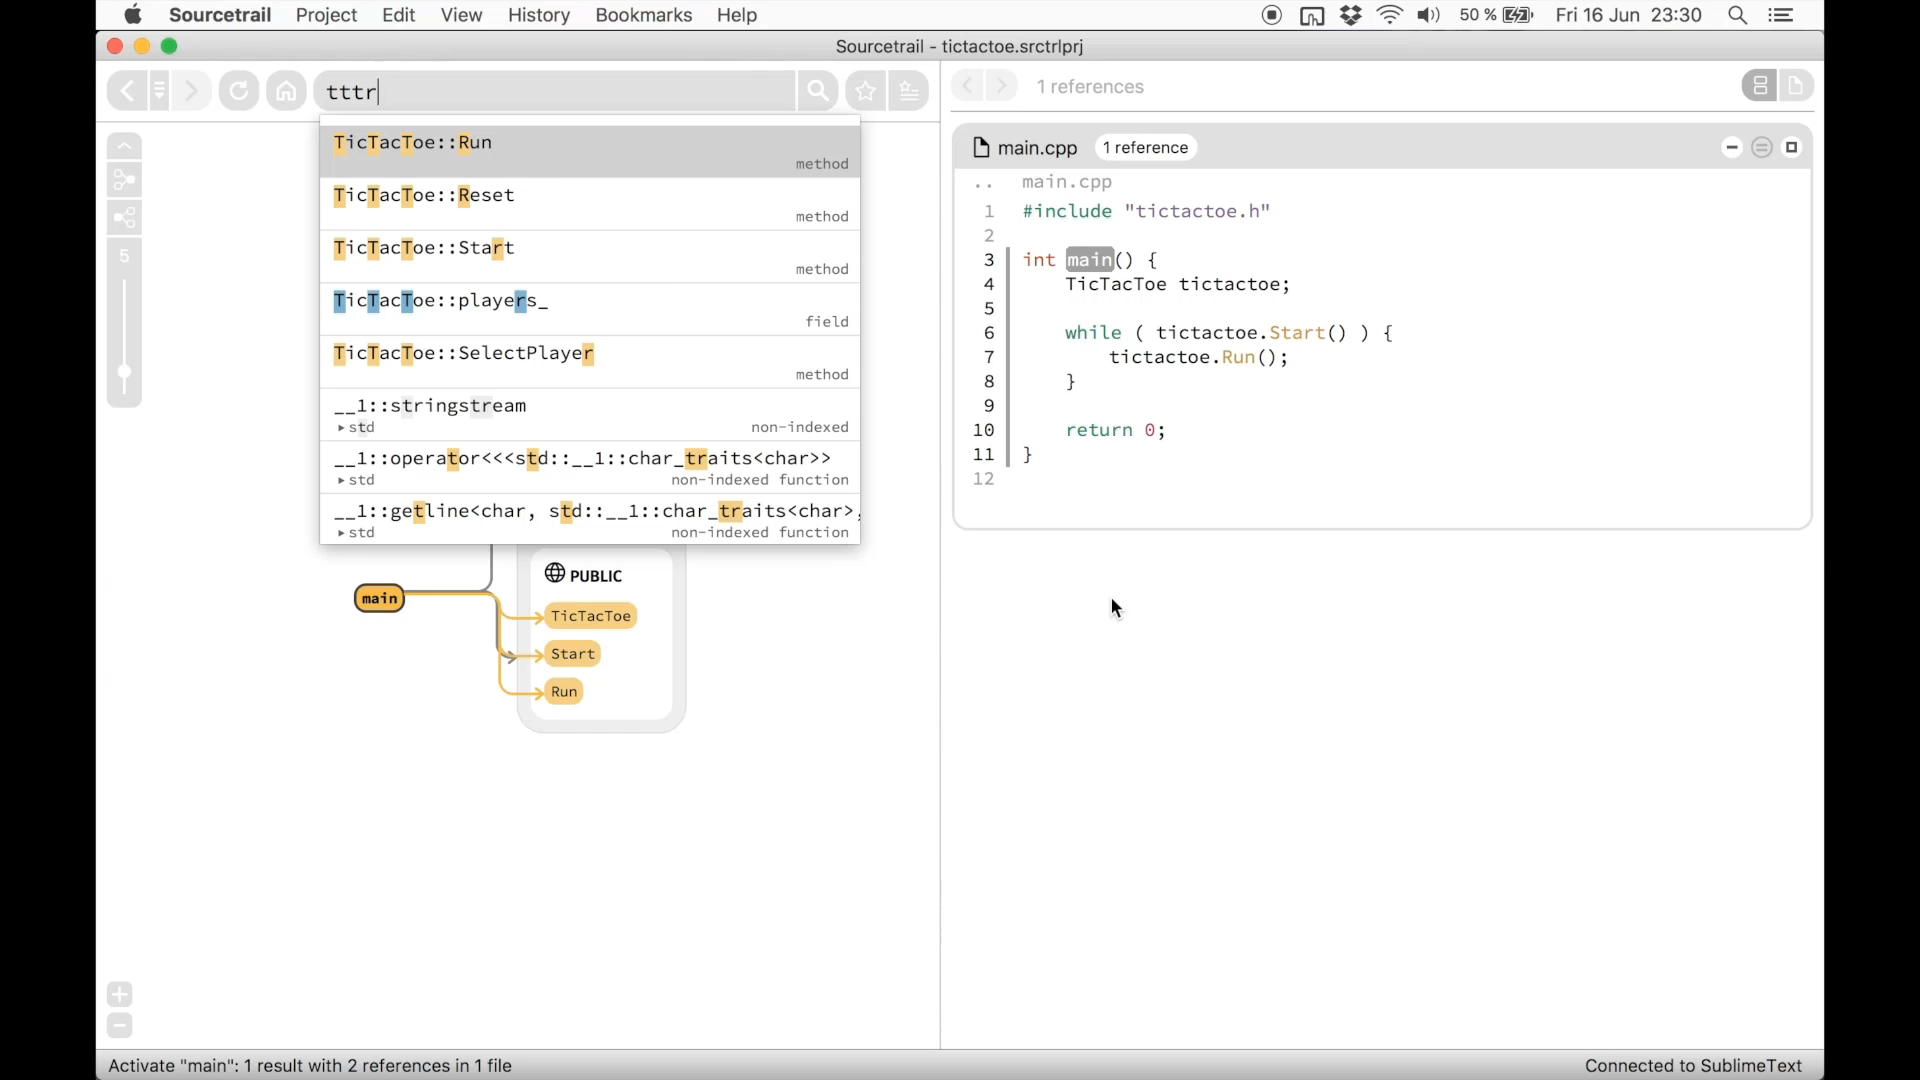 Sourcetrail Project Edit View History Bookmarks Help 50 % Fri 16 Jun 23:30
Sourcetrail - tictactoe.srctrlprj
tttr
TicTacToe::Run
method
TicTacToe::Reset
method
TicTacToe::Start
method
TicTacToe::players_
field
TicTacToe::SelectPlayer
method
__1::stringstream
▸ std non-indexed
__1::operator<<<std::__1::char_traits<char>>
▸ std non-indexed function
__1::getline<char, std::__1::char_traits<char>,
▸ std non-indexed function
5
main
PUBLIC
TicTacToe
Start
Run
1 references
main.cpp 1 reference
.. main.cpp
1 #include "tictactoe.h"
2
3 int main() {
4 TicTacToe tictactoe;
5
6 while ( tictactoe.Start() ) {
7 tictactoe.Run();
8 }
9
10 return 0;
11 }
12
Activate "main": 1 result with 2 references in 1 file
Connected to SublimeText